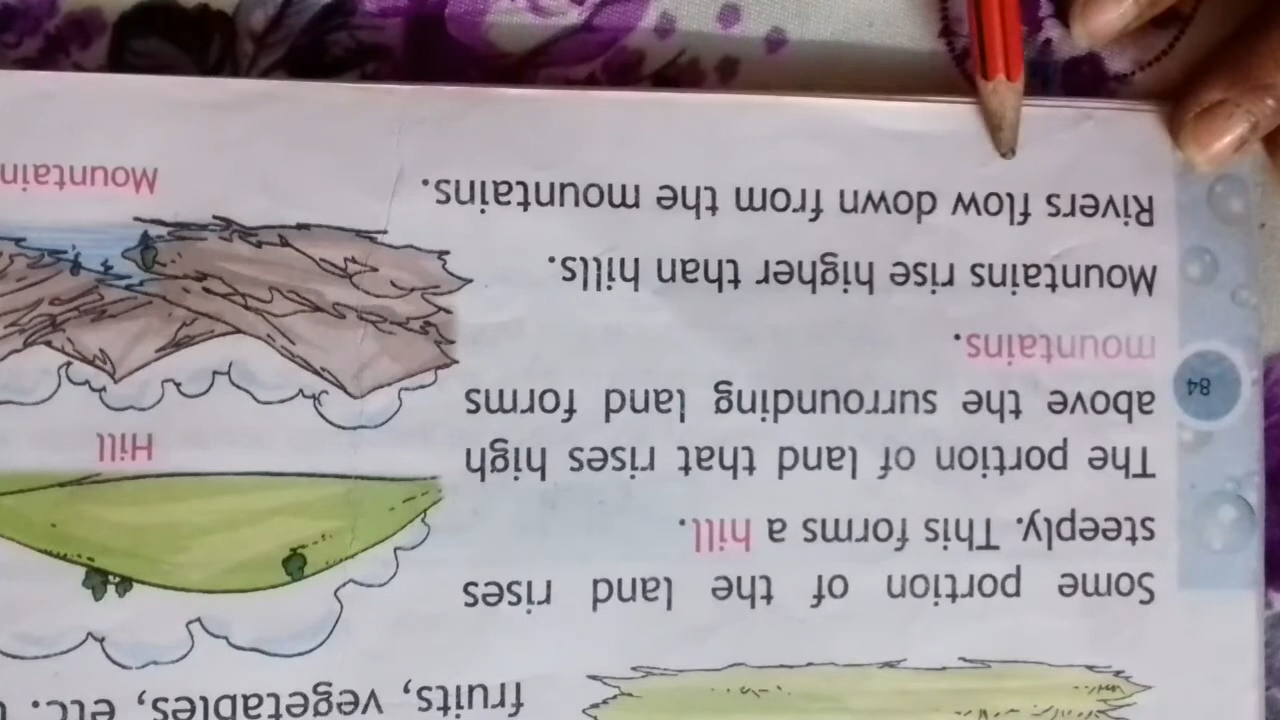 fruits, vegetables, etc.
Some portion of the land rises
steeply. This forms a hill.
The portion of land that rises high
above the surrounding land forms
mountains.
Mountains rise higher than hills.
Rivers flow down from the mountains.
Hill
Mountain
84